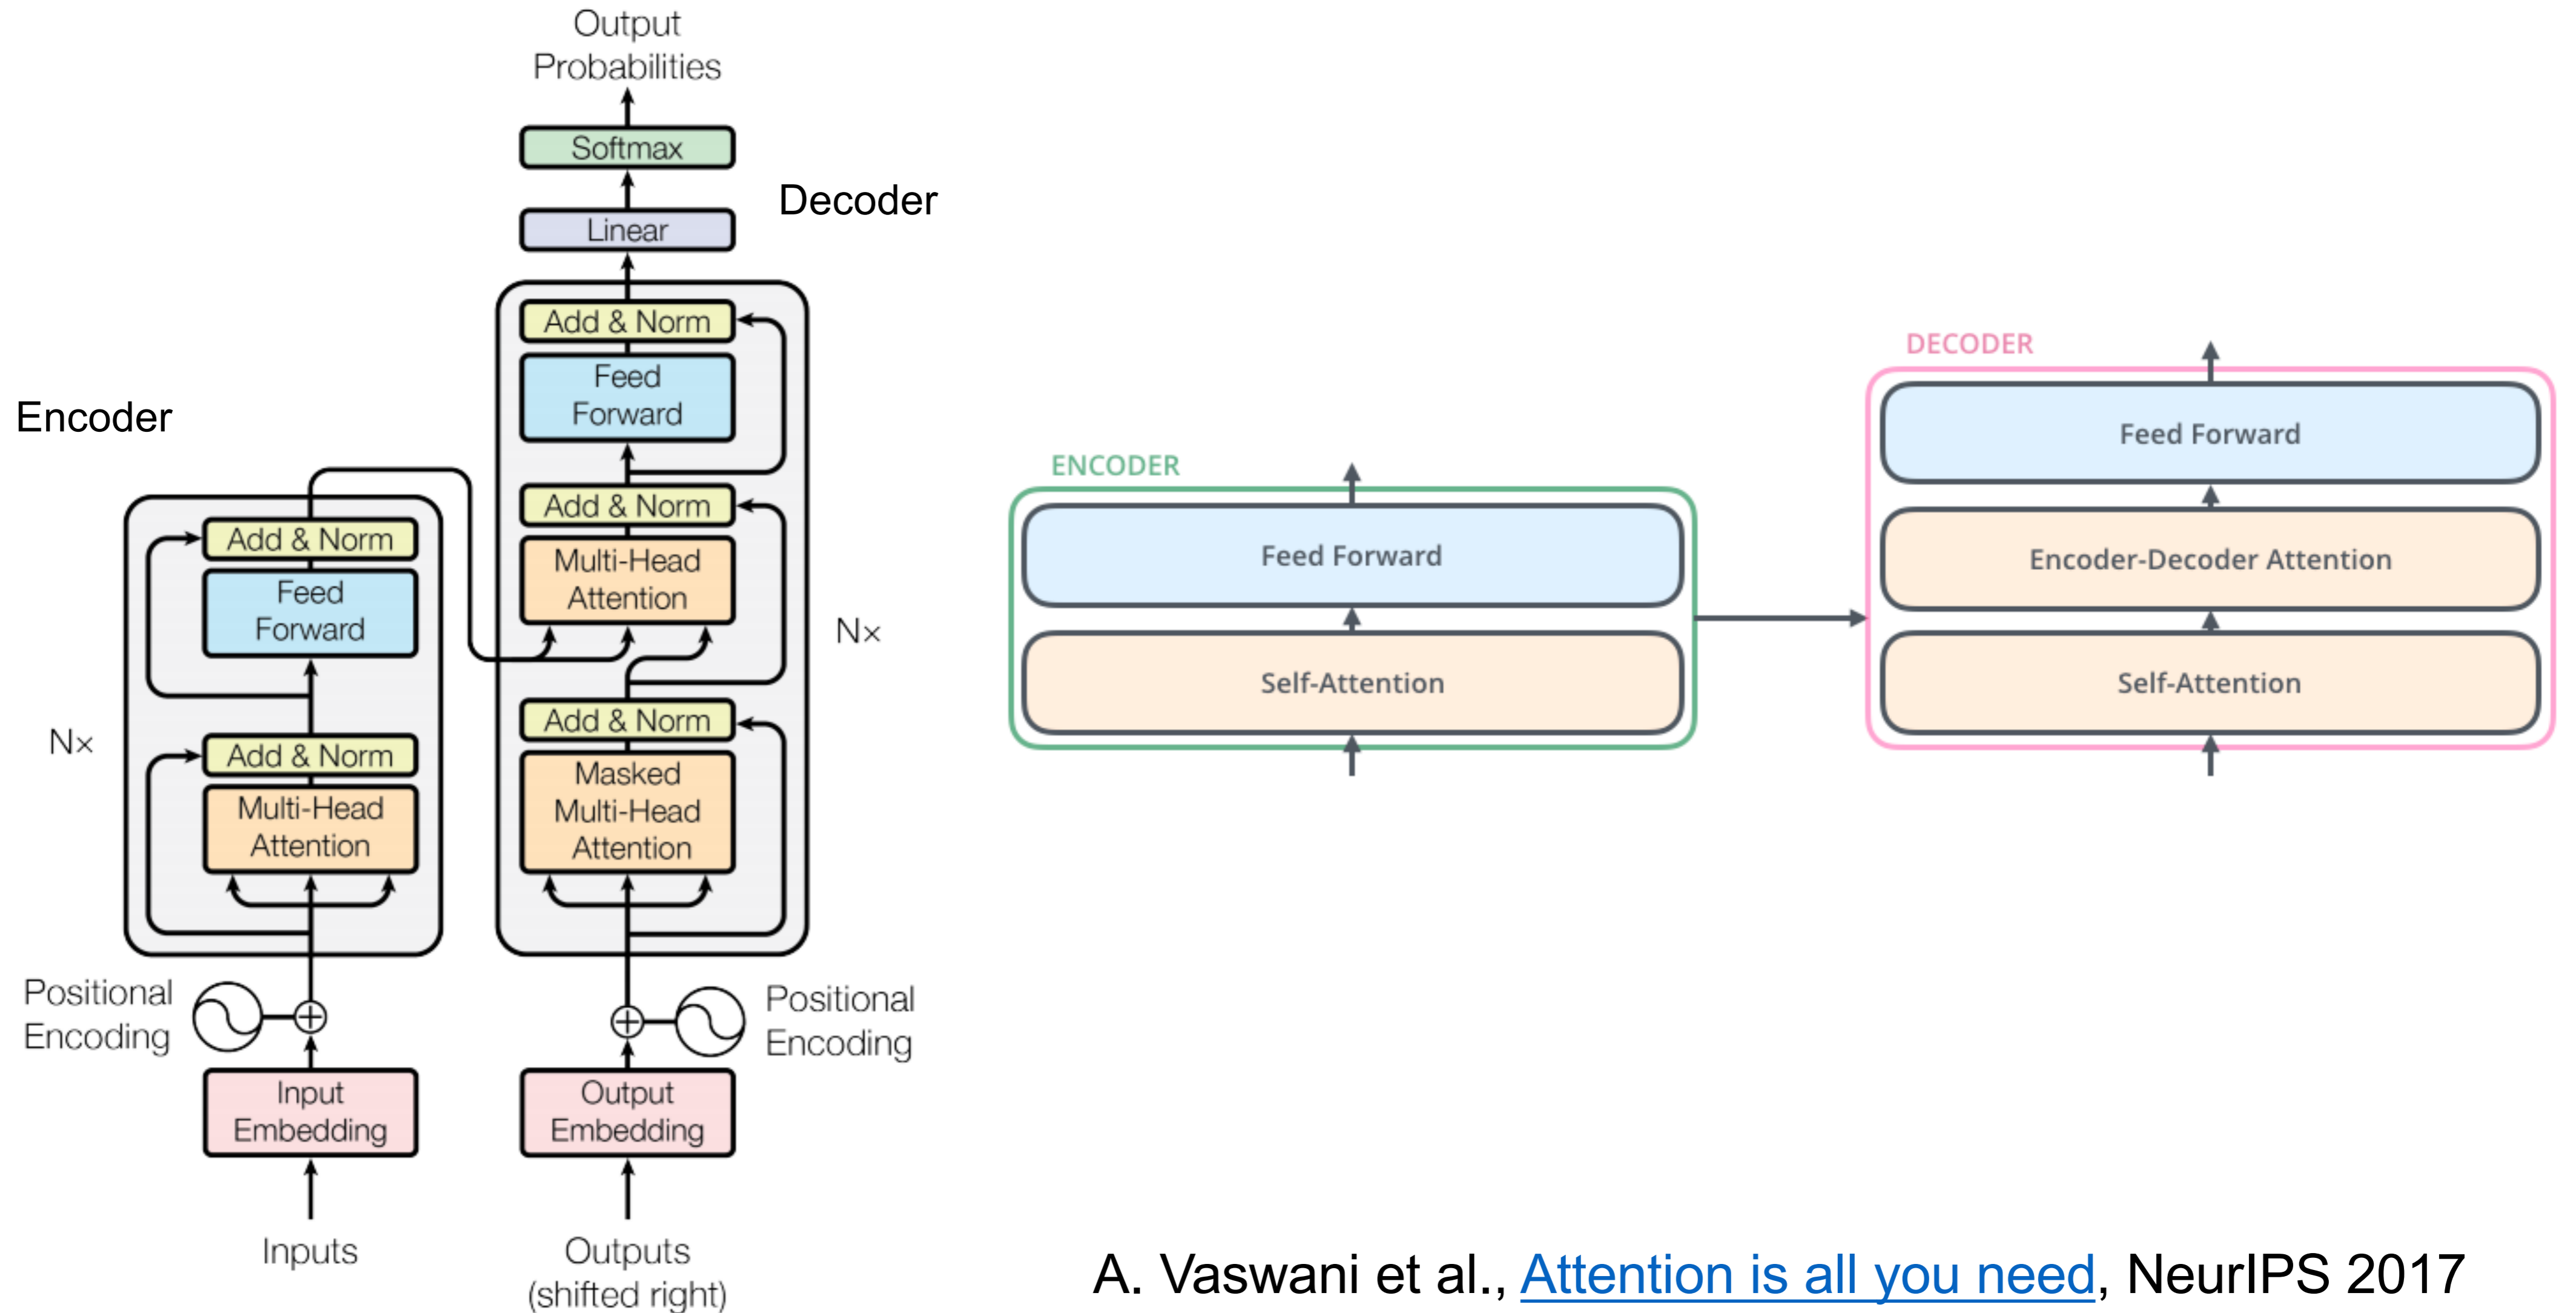 Output
Probabilities
Softmax
Linear
Decoder
Add & Norm
Feed
Forward
Add & Norm
Multi-Head
Attention
N×
Add & Norm
Masked
Multi-Head
Attention
Positional
Encoding
Output
Embedding
Outputs
(shifted right)
Encoder
Add & Norm
Feed
Forward
N×
Add & Norm
Multi-Head
Attention
Positional
Encoding
Input
Embedding
Inputs
ENCODER
Feed Forward
Self-Attention
DECODER
Feed Forward
Encoder-Decoder Attention
Self-Attention
A. Vaswani et al., Attention is all you need, NeurIPS 2017